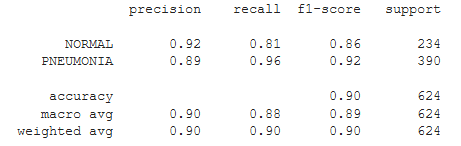 precision recall f1-score support
NORMAL 0.92 0.81 0.86 234
PNEUMONIA 0.89 0.96 0.92 390
accuracy 0.90 624
macro avg 0.90 0.88 0.89 624
weighted avg 0.90 0.90 0.90 624